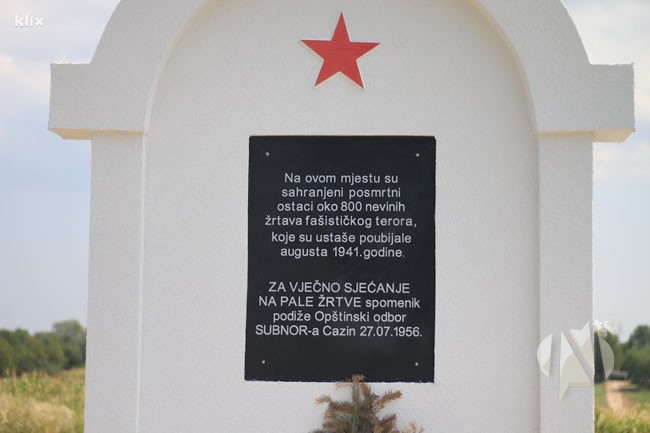 klix
Na ovom mjestu su
sahranjeni posmrtni
ostaci oko 800 nevinih
žrtava fašističkog terora,
koje su ustaše poubijale
augusta 1941.godine.
ZA VJEČNO SJEĆANJE
NA PALE ŽRTVE spomenik
podiže Opštinski odbor
SUBNOR-a Cazin 27.07.1956.